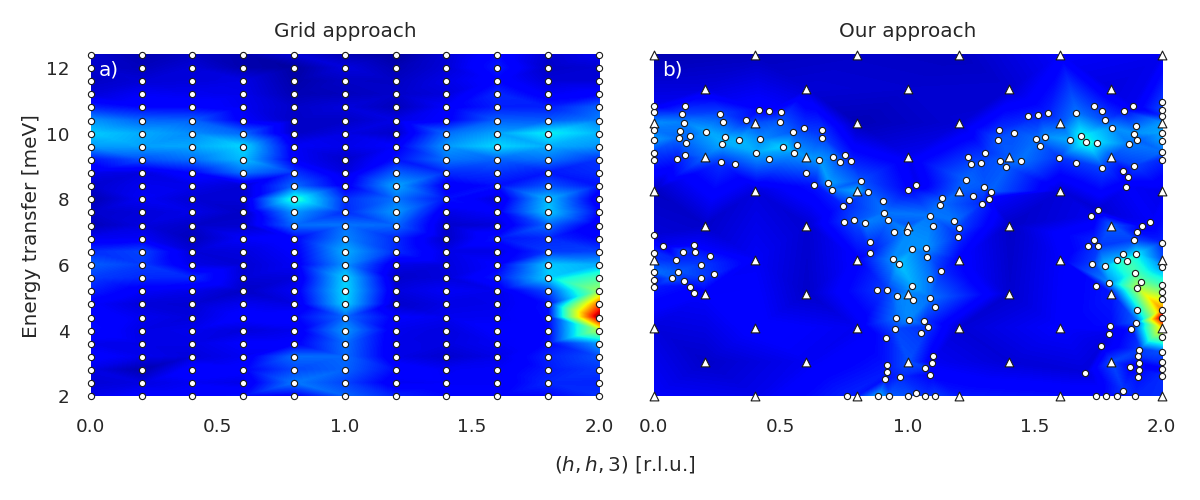 Grid approach
Our approach
a)
b)
Energy transfer [meV]
12
10
8
6
4
2
0.0 0.5 1.0 1.5 2.0
0.0 0.5 1.0 1.5 2.0
(h, h, 3) [r.l.u.]